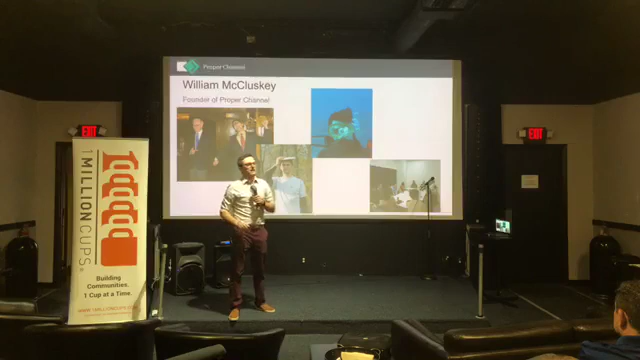 Proper Channel
William McCluskey
Founder of Proper Channel
EXIT
EXIT
1 MILLION CUPS
Building
Communities.
1 Cup at a Time.